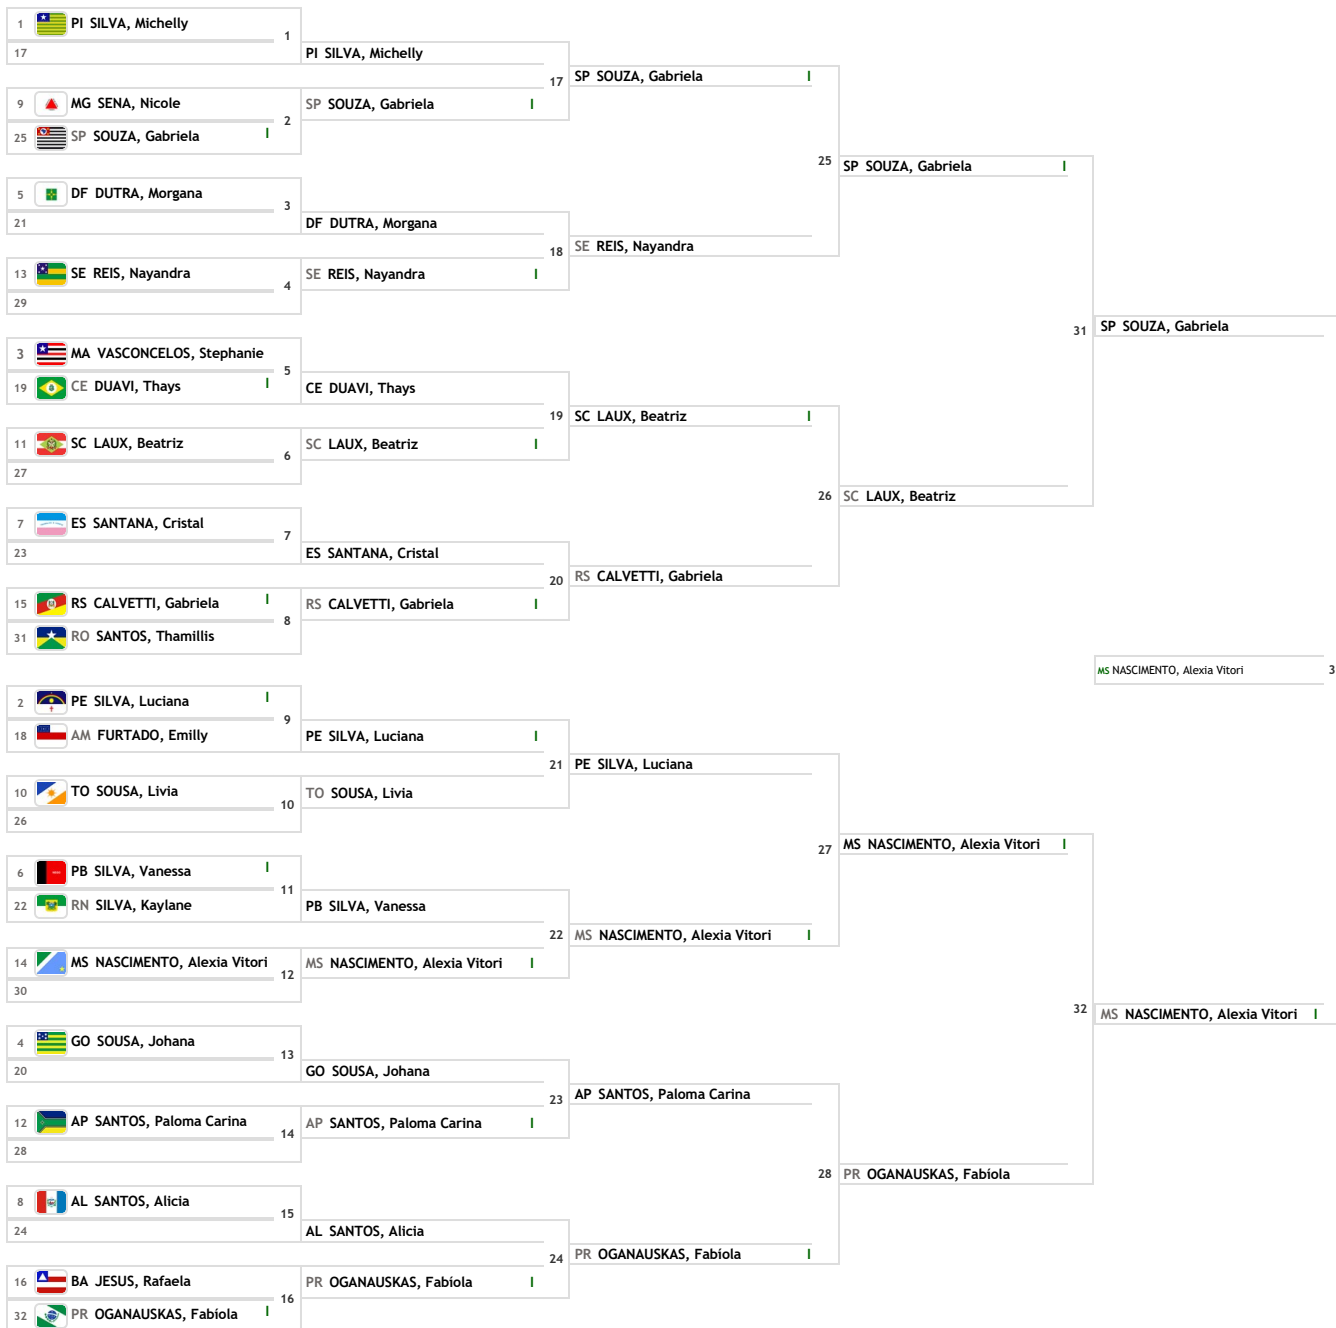 1 PI SILVA, Michelly
17
1
9 MG SENA, Nicole
25 SP SOUZA, Gabriela I
2
5 DF DUTRA, Morgana
21
3
13 SE REIS, Nayandra
29
4
3 MA VASCONCELOS, Stephanie
19 CE DUAVI, Thays I
5
11 SC LAUX, Beatriz
27
6
7 ES SANTANA, Cristal
23
7
15 RS CALVETTI, Gabriela I
31 RO SANTOS, Thamillis
8
2 PE SILVA, Luciana I
18 AM FURTADO, Emilly
9
10 TO SOUSA, Livia
26
10
6 PB SILVA, Vanessa I
22 RN SILVA, Kaylane
11
14 MS NASCIMENTO, Alexia Vitori
30
12
4 GO SOUSA, Johana
20
13
12 AP SANTOS, Paloma Carina
28
14
8 AL SANTOS, Alicia
24
15
16 BA JESUS, Rafaela
32 PR OGANAUSKAS, Fabíola I
16
PI SILVA, Michelly
SP SOUZA, Gabriela I
17
DF DUTRA, Morgana
SE REIS, Nayandra I
18
CE DUAVI, Thays
SC LAUX, Beatriz I
19
ES SANTANA, Cristal
RS CALVETTI, Gabriela I
20
PE SILVA, Luciana I
TO SOUSA, Livia
21
PB SILVA, Vanessa
MS NASCIMENTO, Alexia Vitori I
22
GO SOUSA, Johana
AP SANTOS, Paloma Carina I
23
AL SANTOS, Alicia
PR OGANAUSKAS, Fabíola I
24
SP SOUZA, Gabriela I
SE REIS, Nayandra
25
SC LAUX, Beatriz I
RS CALVETTI, Gabriela
26
PE SILVA, Luciana
MS NASCIMENTO, Alexia Vitori I
27
AP SANTOS, Paloma Carina
PR OGANAUSKAS, Fabíola I
28
SP SOUZA, Gabriela I
SC LAUX, Beatriz
31
MS NASCIMENTO, Alexia Vitori I
PR OGANAUSKAS, Fabíola
32
SP SOUZA, Gabriela
MS NASCIMENTO, Alexia Vitori 3
MS NASCIMENTO, Alexia Vitori I